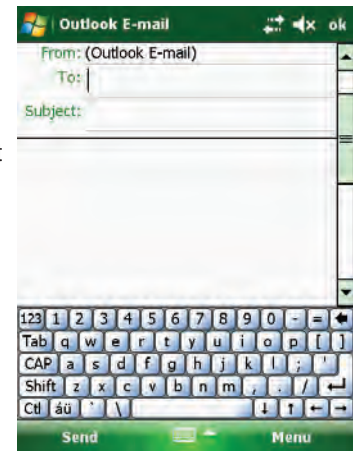 Outlook E-mail ok
From: (Outlook E-mail)
To:
Subject:
t
123 1 2 3 4 5 6 7 8 9 0 - =
Tab q w e r t y u i o p [ ]
CAP a s d f g h j k l ; '
Shift z x c v b n m , . /
Ctl áü ` \
Send Menu